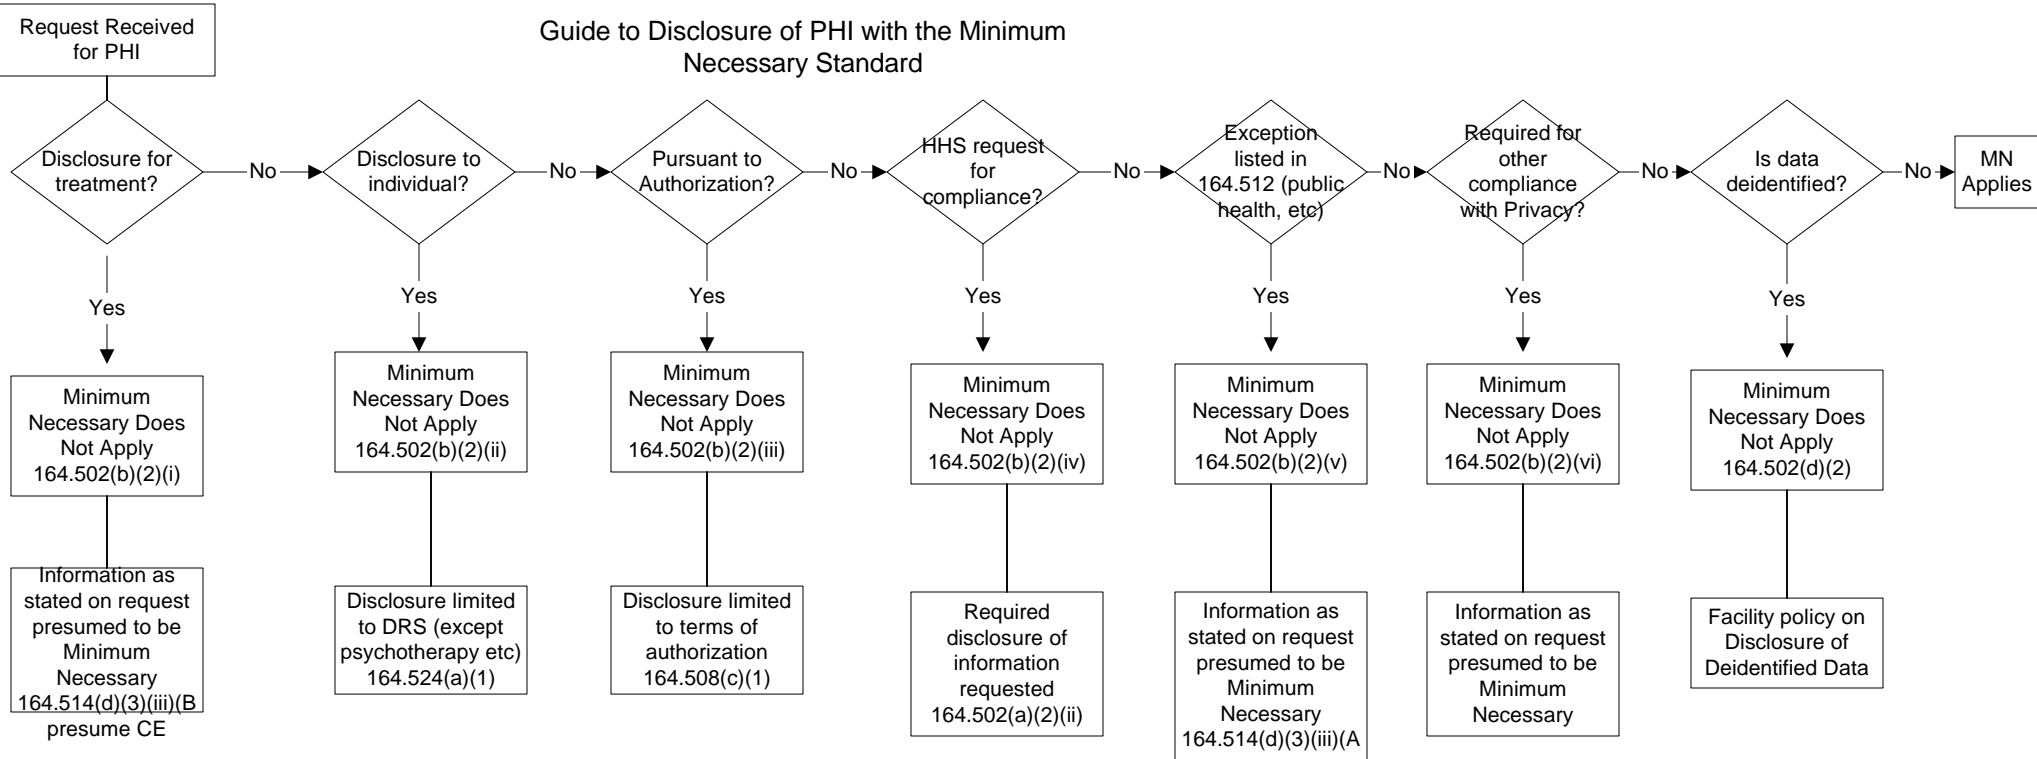 Request Received
for PHI
Guide to Disclosure of PHI with the Minimum
Necessary Standard
Disclosure for
treatment?
No
Disclosure to
individual?
No
Pursuant to
Authorization?
No
HHS request
for
compliance?
No
Exception
listed in
164.512 (public
health, etc)
No
Required for
other
compliance
with Privacy?
No
Is data
deidentified?
No
MN
Applies
Yes
Yes
Yes
Yes
Yes
Yes
Yes
Minimum
Necessary Does
Not Apply
164.502(b)(2)(i)
Minimum
Necessary Does
Not Apply
164.502(b)(2)(ii)
Minimum
Necessary Does
Not Apply
164.502(b)(2)(iii)
Minimum
Necessary Does
Not Apply
164.502(b)(2)(iv)
Minimum
Necessary Does
Not Apply
164.502(b)(2)(v)
Minimum
Necessary Does
Not Apply
164.502(b)(2)(vi)
Minimum
Necessary Does
Not Apply
164.502(d)(2)
Information as
stated on request
presumed to be
Minimum
Necessary
164.514(d)(3)(iii)(B
presume CE
Disclosure limited
to DRS (except
psychotherapy etc)
164.524(a)(1)
Disclosure limited
to terms of
authorization
164.508(c)(1)
Required
disclosure of
information
requested
164.502(a)(2)(ii)
Information as
stated on request
presumed to be
Minimum
Necessary
164.514(d)(3)(iii)(A
Information as
stated on request
presumed to be
Minimum
Necessary
Facility policy on
Disclosure of
Deidentified Data